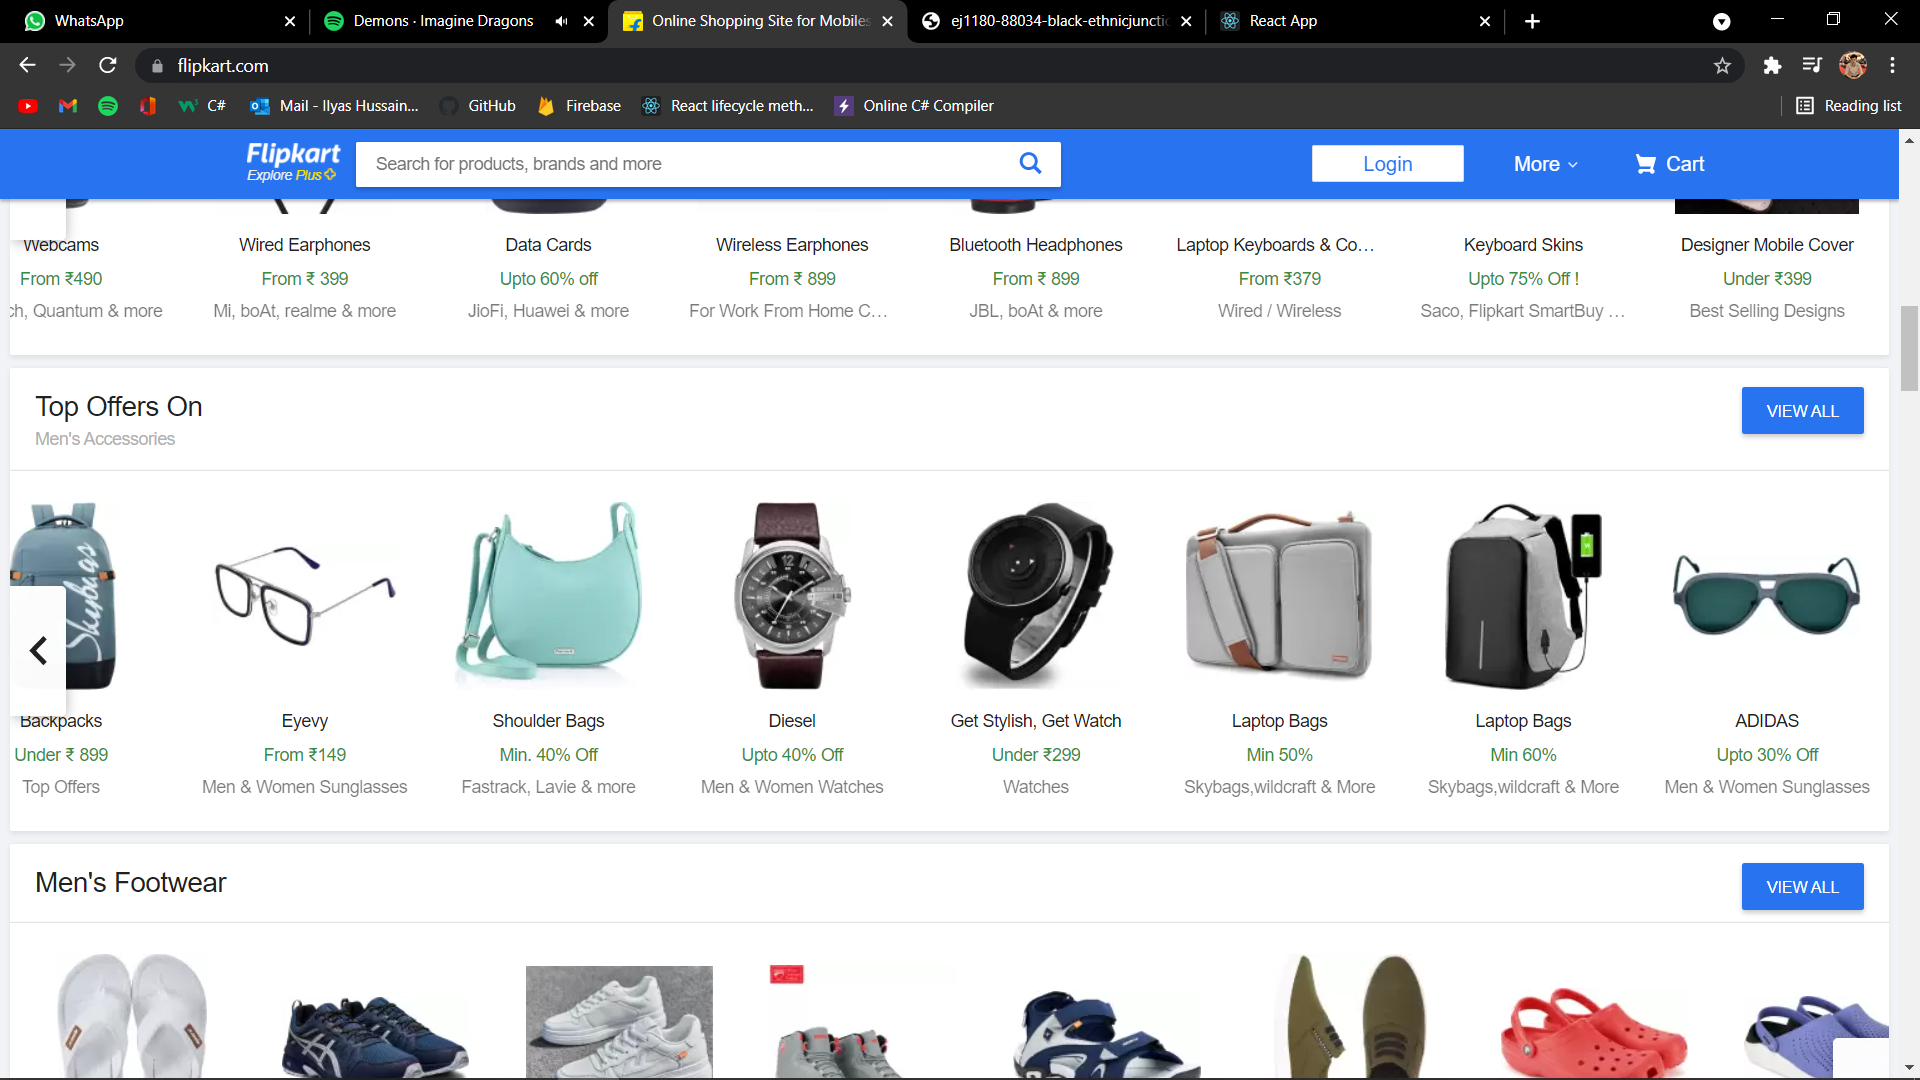 WhatsApp
Demons · Imagine Dragons
Online Shopping Site for Mobiles
ej1180-88034-black-ethnicjunctic
React App
flipkart.com
C#
Mail - Ilyas Hussain...
GitHub
Firebase
React lifecycle meth...
Online C# Compiler
Reading list
Flipkart
Explore Plus
Search for products, brands and more
Login
More
Cart
Webcams
Wired Earphones
Data Cards
Wireless Earphones
Bluetooth Headphones
Laptop Keyboards & Co...
Keyboard Skins
Designer Mobile Cover
From ₹490
From ₹ 399
Upto 60% off
From ₹ 899
From ₹ 899
From ₹379
Upto 75% Off !
Under ₹399
ch, Quantum & more
Mi, boAt, realme & more
JioFi, Huawei & more
For Work From Home C...
JBL, boAt & more
Wired / Wireless
Saco, Flipkart SmartBuy ...
Best Selling Designs
Top Offers On
Men's Accessories
VIEW ALL
Skybags
Backpacks
Eyevy
Shoulder Bags
Diesel
Get Stylish, Get Watch
Laptop Bags
Laptop Bags
ADIDAS
Under ₹ 899
From ₹149
Min. 40% Off
Upto 40% Off
Under ₹299
Min 50%
Min 60%
Upto 30% Off
Top Offers
Men & Women Sunglasses
Fastrack, Lavie & more
Men & Women Watches
Watches
Skybags,wildcraft & More
Skybags,wildcraft & More
Men & Women Sunglasses
Men's Footwear
VIEW ALL